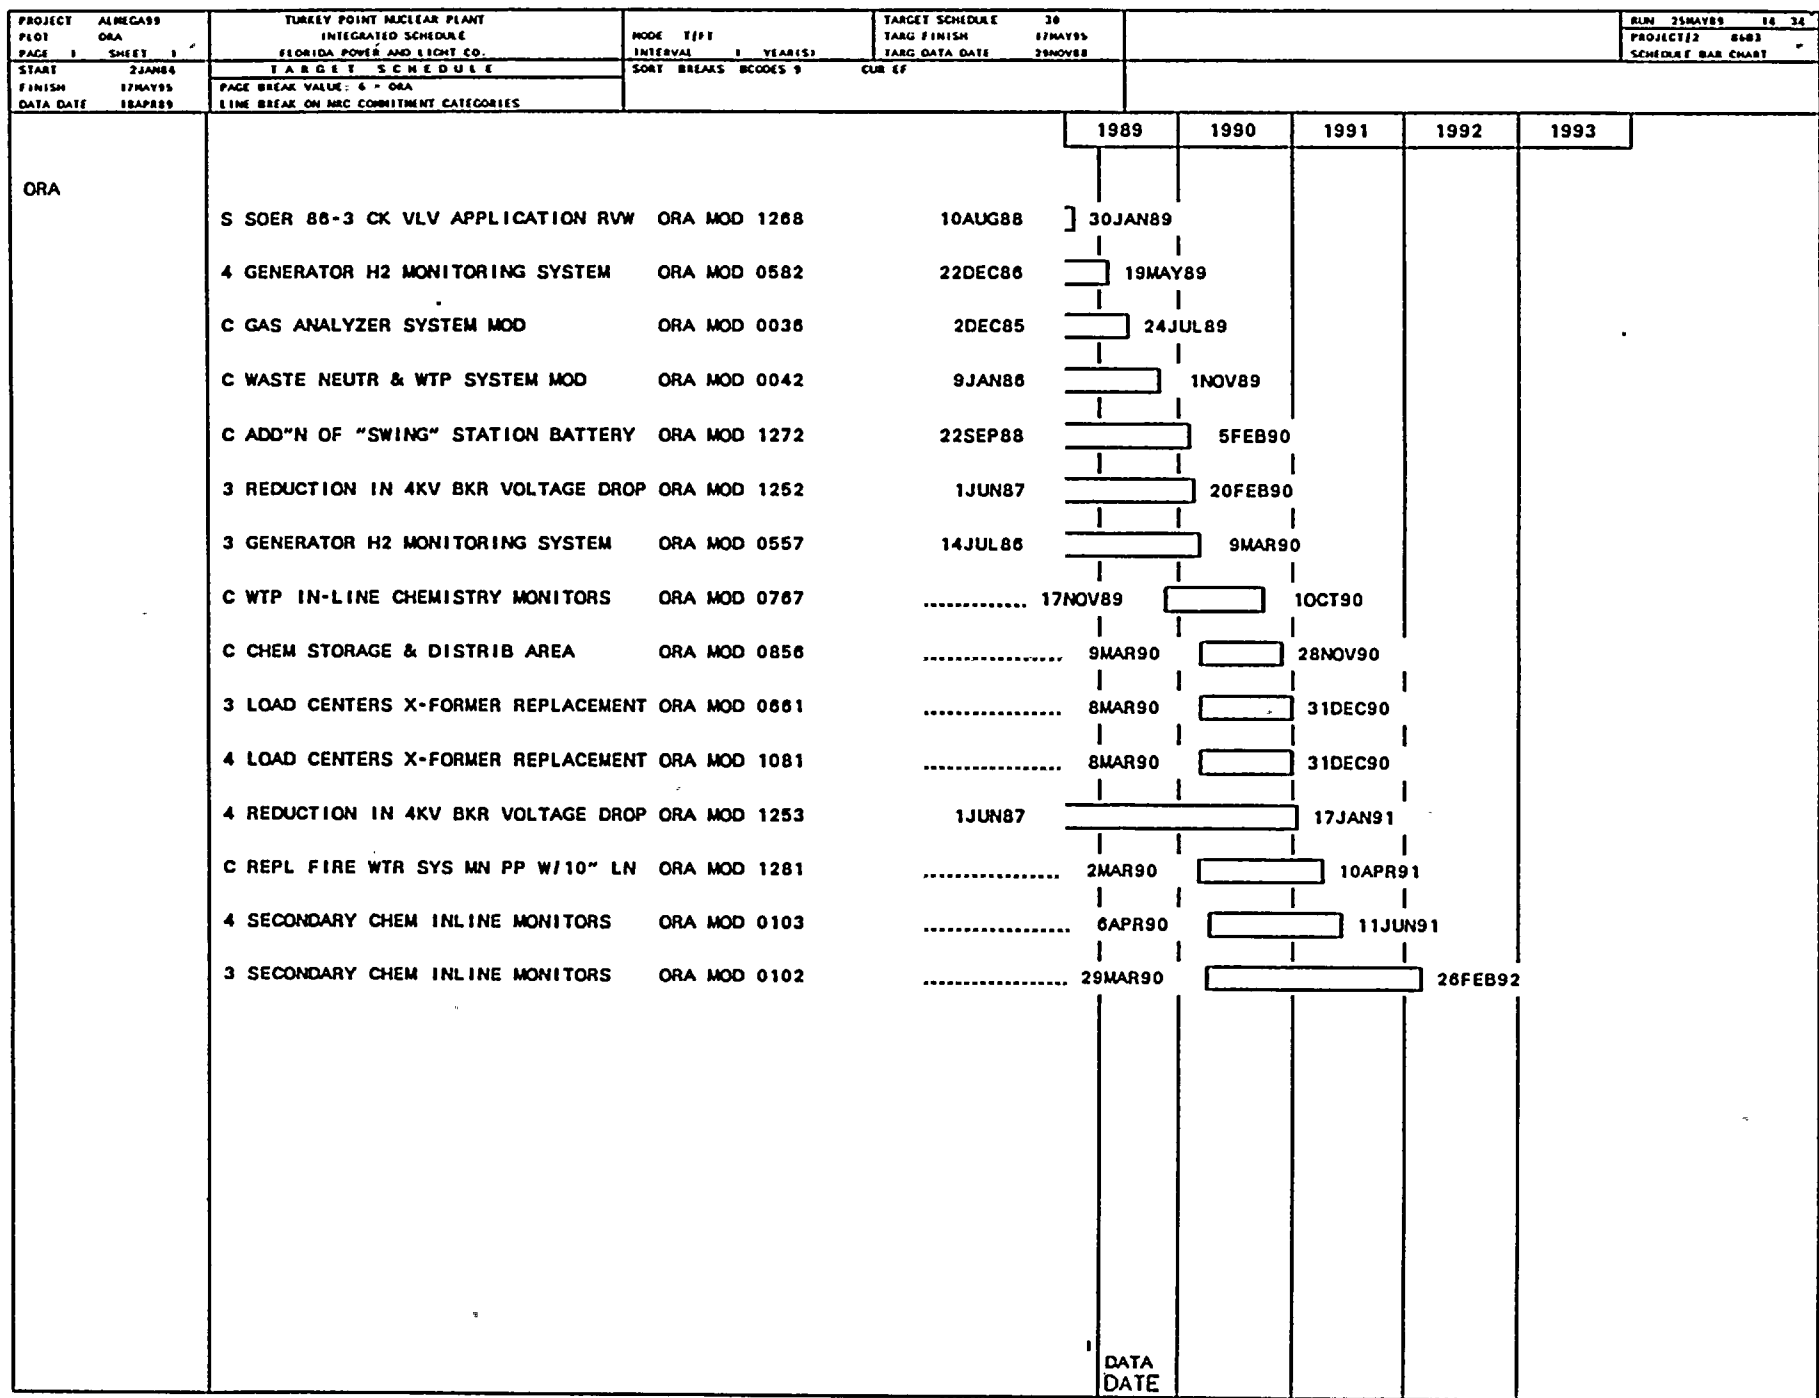 PROJECT ALMEGA99
PLOT ORA
PAGE 1 SHEET 1
START 2JAN84
FINISH 17MAY95
DATA DATE 18APR89
TURKEY POINT NUCLEAR PLANT
INTEGRATED SCHEDULE
FLORIDA POWER AND LIGHT CO.
TARGET SCHEDULE
PAGE BREAK VALUE: 6 = ORA
LINE BREAK ON NRC COMMITMENT CATEGORIES
MODE T/FT
INTERVAL 1 YEAR(S)
SORT BREAKS BCODES 9 CUR EF
TARGET SCHEDULE 30
TARG FINISH 17MAY95
TARG DATA DATE 29NOV88
RUN 25MAY89 14 34
PROJECT/2 8683
SCHEDULE BAR CHART
1989 1990 1991 1992 1993
ORA
S SOER 86-3 CK VLV APPLICATION RVW ORA MOD 1268 10AUG88 30JAN89
4 GENERATOR H2 MONITORING SYSTEM ORA MOD 0582 22DEC86 19MAY89
C GAS ANALYZER SYSTEM MOD ORA MOD 0036 2DEC85 24JUL89
C WASTE NEUTR & WTP SYSTEM MOD ORA MOD 0042 9JAN86 1NOV89
C ADD"N OF "SWING" STATION BATTERY ORA MOD 1272 22SEP88 5FEB90
3 REDUCTION IN 4KV BKR VOLTAGE DROP ORA MOD 1252 1JUN87 20FEB90
3 GENERATOR H2 MONITORING SYSTEM ORA MOD 0557 14JUL86 9MAR90
C WTP IN-LINE CHEMISTRY MONITORS ORA MOD 0767 ............. 17NOV89 1OCT90
C CHEM STORAGE & DISTRIB AREA ORA MOD 0856 ................. 9MAR90 28NOV90
3 LOAD CENTERS X-FORMER REPLACEMENT ORA MOD 0661 ................. 8MAR90 31DEC90
4 LOAD CENTERS X-FORMER REPLACEMENT ORA MOD 1081 ................. 8MAR90 31DEC90
4 REDUCTION IN 4KV BKR VOLTAGE DROP ORA MOD 1253 1JUN87 17JAN91
C REPL FIRE WTR SYS MN PP W/10" LN ORA MOD 1281 ................. 2MAR90 10APR91
4 SECONDARY CHEM INLINE MONITORS ORA MOD 0103 .................. 6APR90 11JUN91
3 SECONDARY CHEM INLINE MONITORS ORA MOD 0102 .................. 29MAR90 26FEB92
DATA
DATE